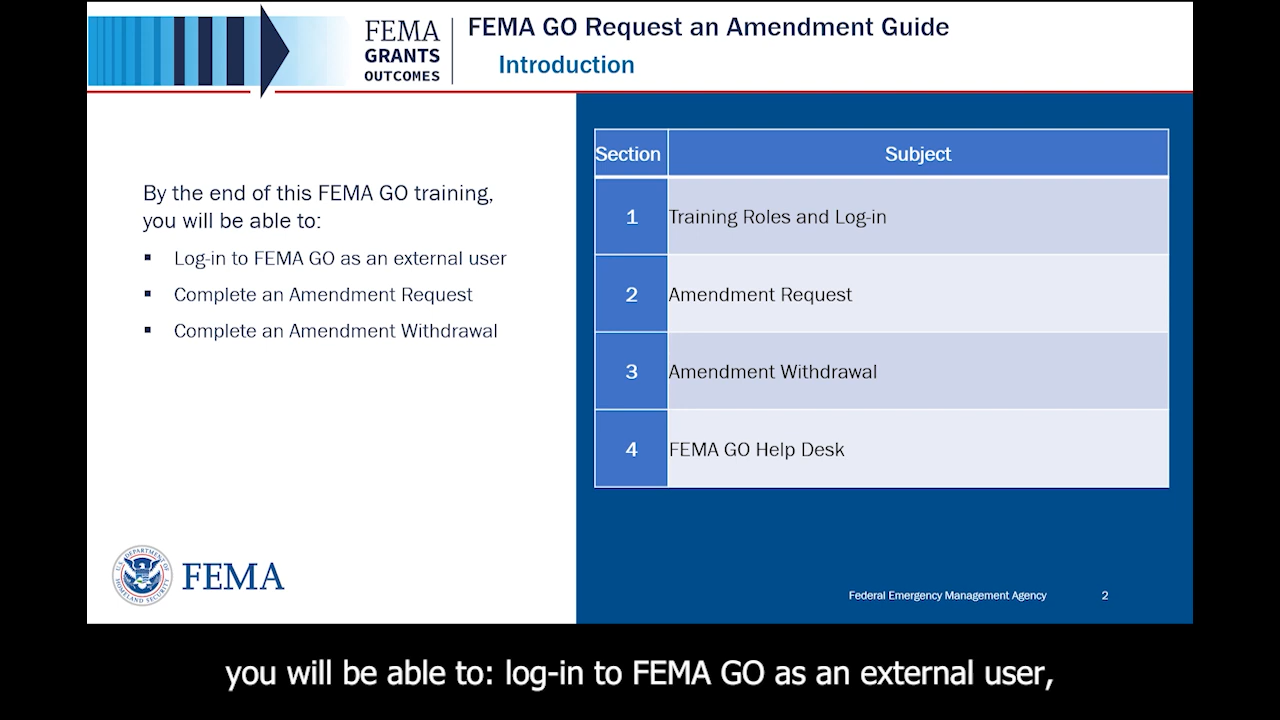 FEMA
GRANTS
OUTCOMES
FEMA GO Request an Amendment Guide
Introduction
By the end of this FEMA GO training,
you will be able to:
▪ Log-in to FEMA GO as an external user
▪ Complete an Amendment Request
▪ Complete an Amendment Withdrawal
Section Subject
1 Training Roles and Log-in
2 Amendment Request
3 Amendment Withdrawal
4 FEMA GO Help Desk
U.S. DEPARTMENT OF HOMELAND SECURITY
FEMA
Federal Emergency Management Agency 2
you will be able to: log-in to FEMA GO as an external user,